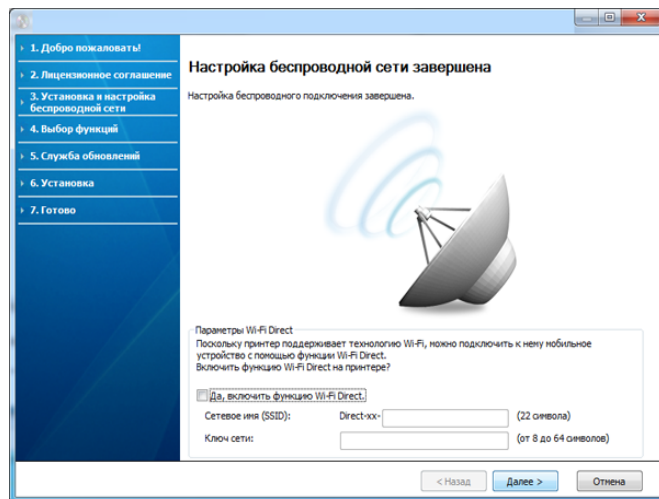 1. Добро пожаловать!
2. Лицензионное соглашение
3. Установка и настройка
беспроводной сети
4. Выбор функций
5. Служба обновлений
6. Установка
7. Готово
Настройка беспроводной сети завершена
Настройка беспроводного подключения завершена.
Параметры Wi-Fi Direct
Поскольку принтер поддерживает технологию Wi-Fi, можно подключить к нему мобильное
устройство с помощью функции Wi-Fi Direct.
Включить функцию Wi-Fi Direct на принтере?
Да, включить функцию Wi-Fi Direct.
Сетевое имя (SSID): Direct-xx- (22 символа)
Ключ сети: (от 8 до 64 символов)
< Назад Далее > Отмена